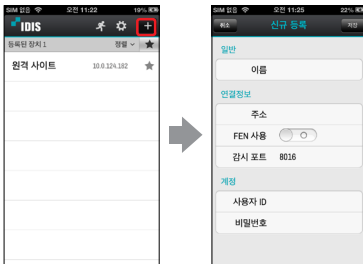 SIM 없음 오전 11:22 19%
IDIS
등록된 장치 1 정렬
원격 사이트 10.0.124.182
SIM 없음 오전 11:25 22%
취소 신규 등록 저장
일반
이름
연결정보
주소
FEN 사용
감시 포트 8016
계정
사용자 ID
비밀번호